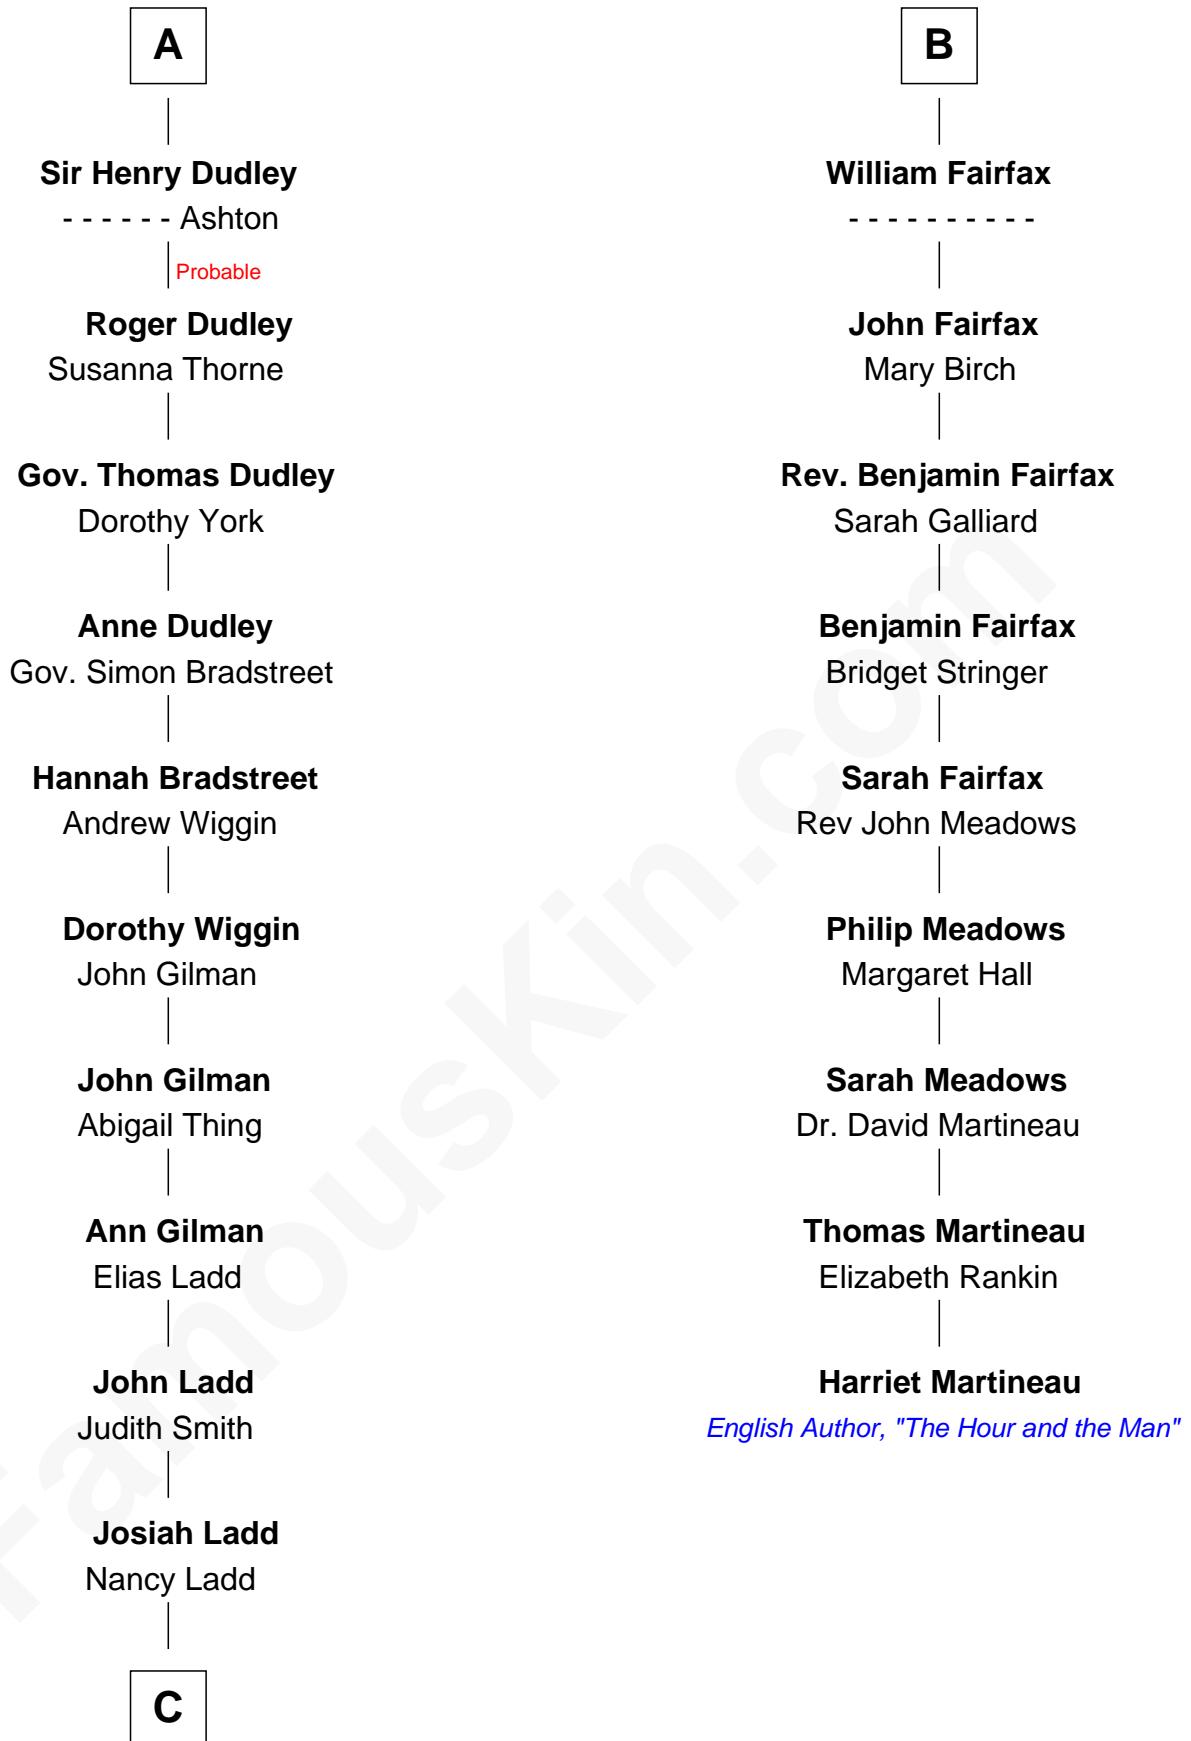 A
Sir Henry Dudley
- - - - - - Ashton
Probable
Roger Dudley
Susanna Thorne
Gov. Thomas Dudley
Dorothy York
Anne Dudley
Gov. Simon Bradstreet
Hannah Bradstreet
Andrew Wiggin
Dorothy Wiggin
John Gilman
John Gilman
Abigail Thing
Ann Gilman
Elias Ladd
John Ladd
Judith Smith
Josiah Ladd
Nancy Ladd
C
B
William Fairfax
- - - - - - - - - -
John Fairfax
Mary Birch
Rev. Benjamin Fairfax
Sarah Galliard
Benjamin Fairfax
Bridget Stringer
Sarah Fairfax
Rev John Meadows
Philip Meadows
Margaret Hall
Sarah Meadows
Dr. David Martineau
Thomas Martineau
Elizabeth Rankin
Harriet Martineau
English Author, "The Hour and the Man"
FamousKin.com